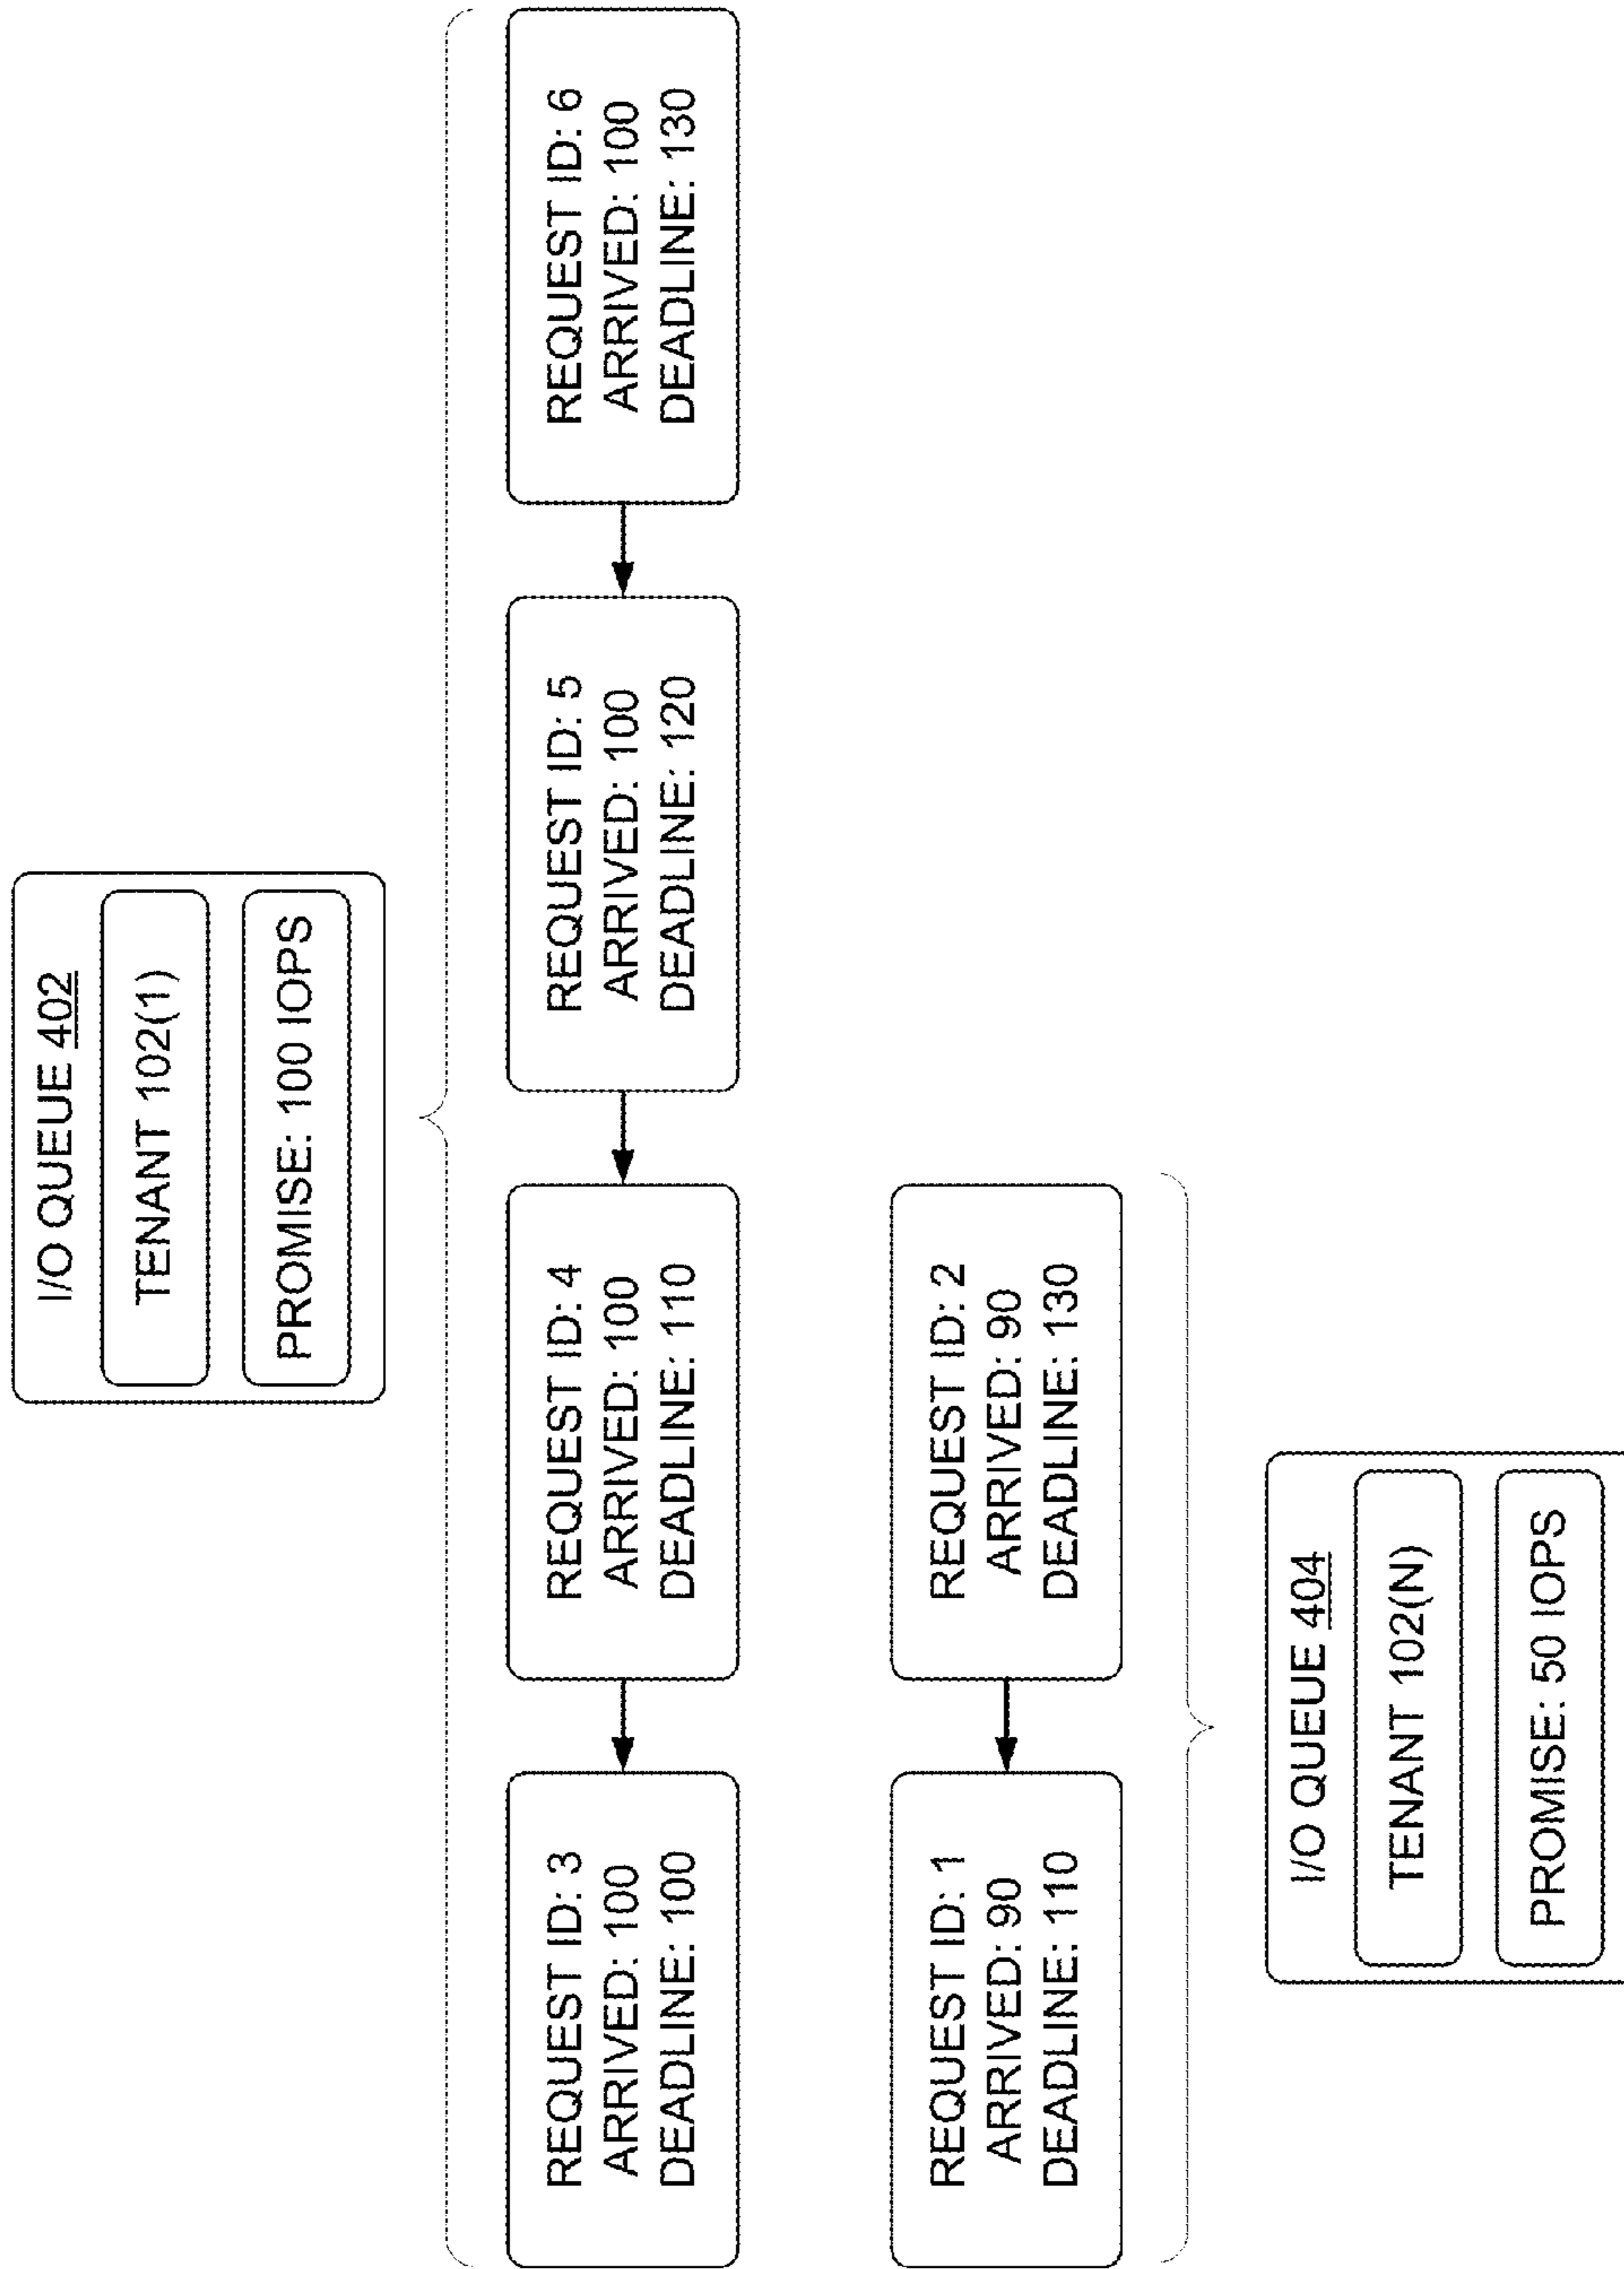 I/O QUEUE 402
TENANT 102(1)
PROMISE: 100 IOPS
REQUEST ID: 3
ARRIVED: 100
DEADLINE: 100
REQUEST ID: 4
ARRIVED: 100
DEADLINE: 110
REQUEST ID: 5
ARRIVED: 100
DEADLINE: 120
REQUEST ID: 6
ARRIVED: 100
DEADLINE: 130
REQUEST ID: 1
ARRIVED: 90
DEADLINE: 110
REQUEST ID: 2
ARRIVED: 90
DEADLINE: 130
I/O QUEUE 404
TENANT 102(N)
PROMISE: 50 IOPS